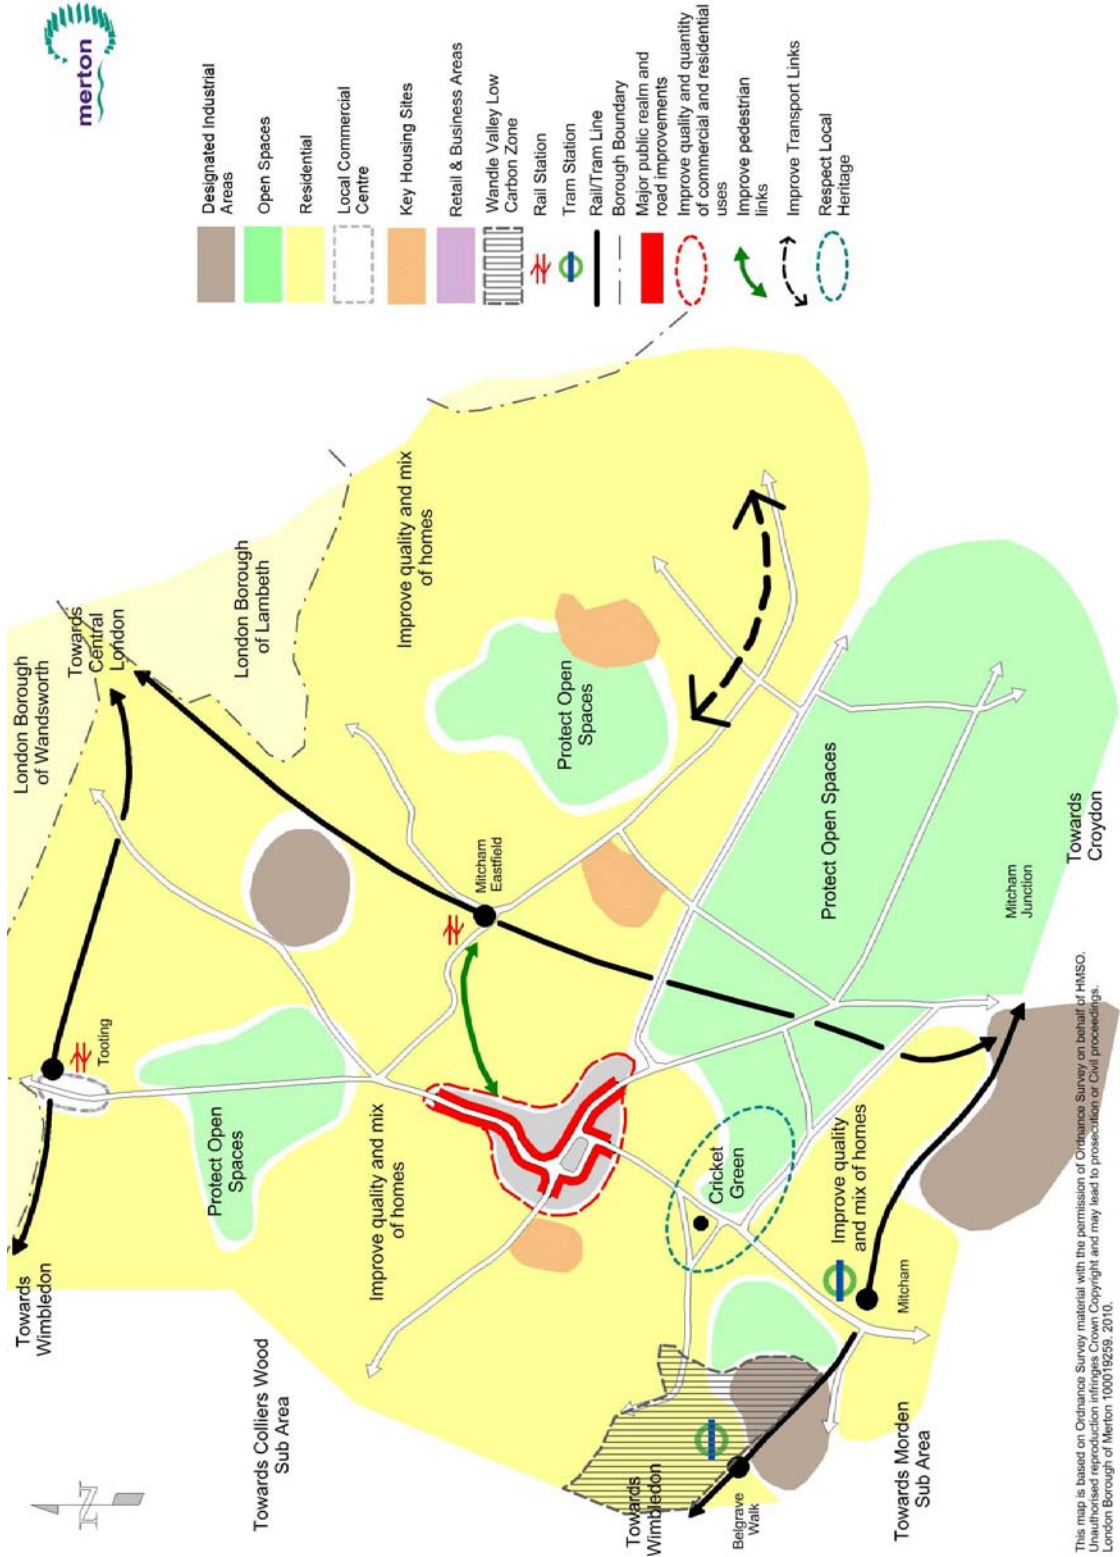 merton
Designated Industrial
Areas
Open Spaces
Residential
Local Commercial
Centre
Key Housing Sites
Retail & Business Areas
Wandle Valley Low
Carbon Zone
Rail Station
Tram Station
Rail/Tram Line
Borough Boundary
Major public realm and
road improvements
Improve quality and quantity
of commercial and residential
uses
Improve pedestrian
links
Improve Transport Links
Respect Local
Heritage
N
London Borough
of Wandsworth
Towards
Central
London
London Borough
of Lambeth
Improve quality and mix
of homes
Protect Open
Spaces
Tooting
Towards
Wimbledon
Protect Open
Spaces
Mitcham
Eastfield
Improve quality and mix
of homes
Towards Colliers Wood
Sub Area
Cricket
Green
Protect Open Spaces
Improve quality
and mix of homes
Mitcham
Mitcham
Junction
Towards
Croydon
Towards
Wimbledon
Belgrave
Walk
Towards Morden
Sub Area
This map is based on Ordnance Survey material with the permission of Ordnance Survey on behalf of HMSO.
Unauthorised reproduction infringes Crown Copyright and may lead to prosecution or Civil proceedings.
London Borough of Merton 100019259. 2010.